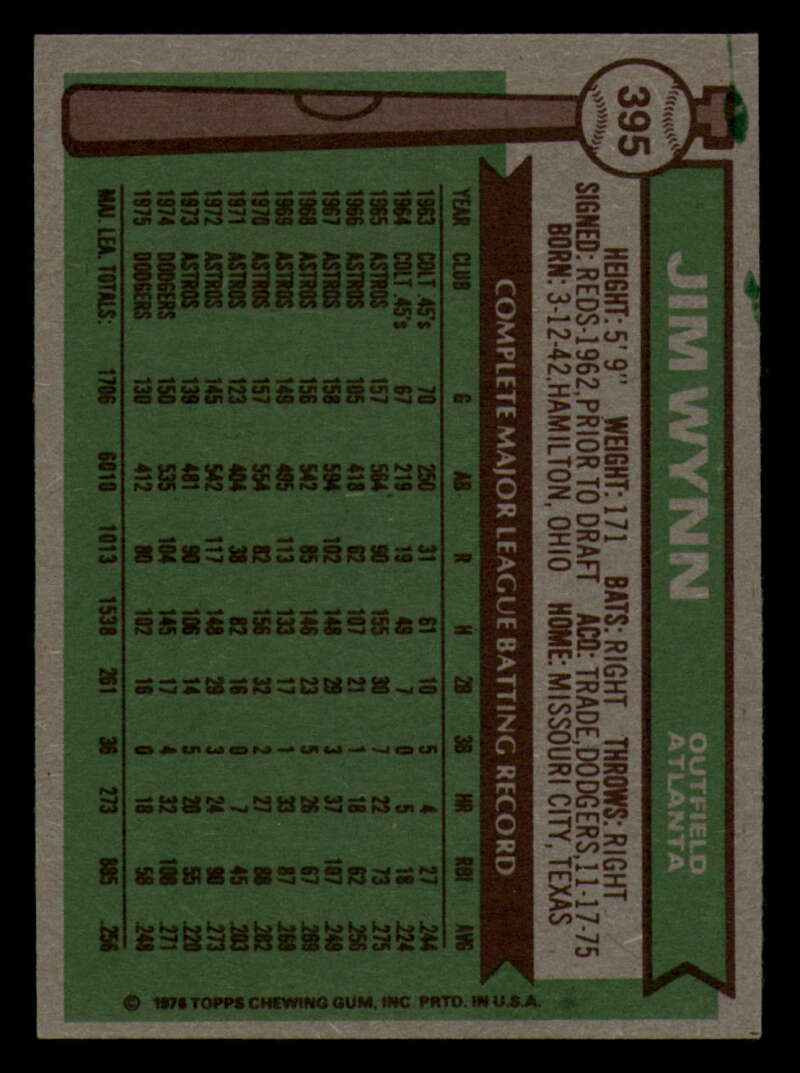 395
JIM WYNN
OUTFIELD
ATLANTA
HEIGHT: 5' 9" WEIGHT: 171 BATS: RIGHT THROWS: RIGHT
SIGNED: REDS-1962, PRIOR TO DRAFT ACQ: TRADE, DODGERS, 11-17-75
BORN: 3-12-42, HAMILTON, OHIO HOME: MISSOURI CITY, TEXAS
COMPLETE MAJOR LEAGUE BATTING RECORD
YEAR CLUB G AB R H 2B 3B HR RBI AVG
1963 COLT .45's 70 250 31 61 10 5 4 27 .244
1964 COLT .45's 67 219 19 49 7 0 5 18 .224
1965 ASTROS 157 564 90 155 30 7 22 73 .275
1966 ASTROS 105 418 62 107 21 1 18 62 .256
1967 ASTROS 158 594 102 148 29 3 37 107 .249
1968 ASTROS 156 542 85 146 23 5 26 67 .269
1969 ASTROS 149 495 113 133 17 1 33 87 .269
1970 ASTROS 157 554 82 156 32 2 27 88 .282
1971 ASTROS 123 404 38 82 16 0 7 45 .203
1972 ASTROS 145 542 117 148 29 3 24 90 .273
1973 ASTROS 139 481 90 106 14 5 20 55 .220
1974 DODGERS 150 535 104 145 17 4 32 108 .271
1975 DODGERS 130 412 80 102 16 0 18 58 .248
MAJ. LEA. TOTALS: 1706 6010 1013 1538 261 36 273 885 .256
© 1976 TOPPS CHEWING GUM, INC PRTD. IN U.S.A.